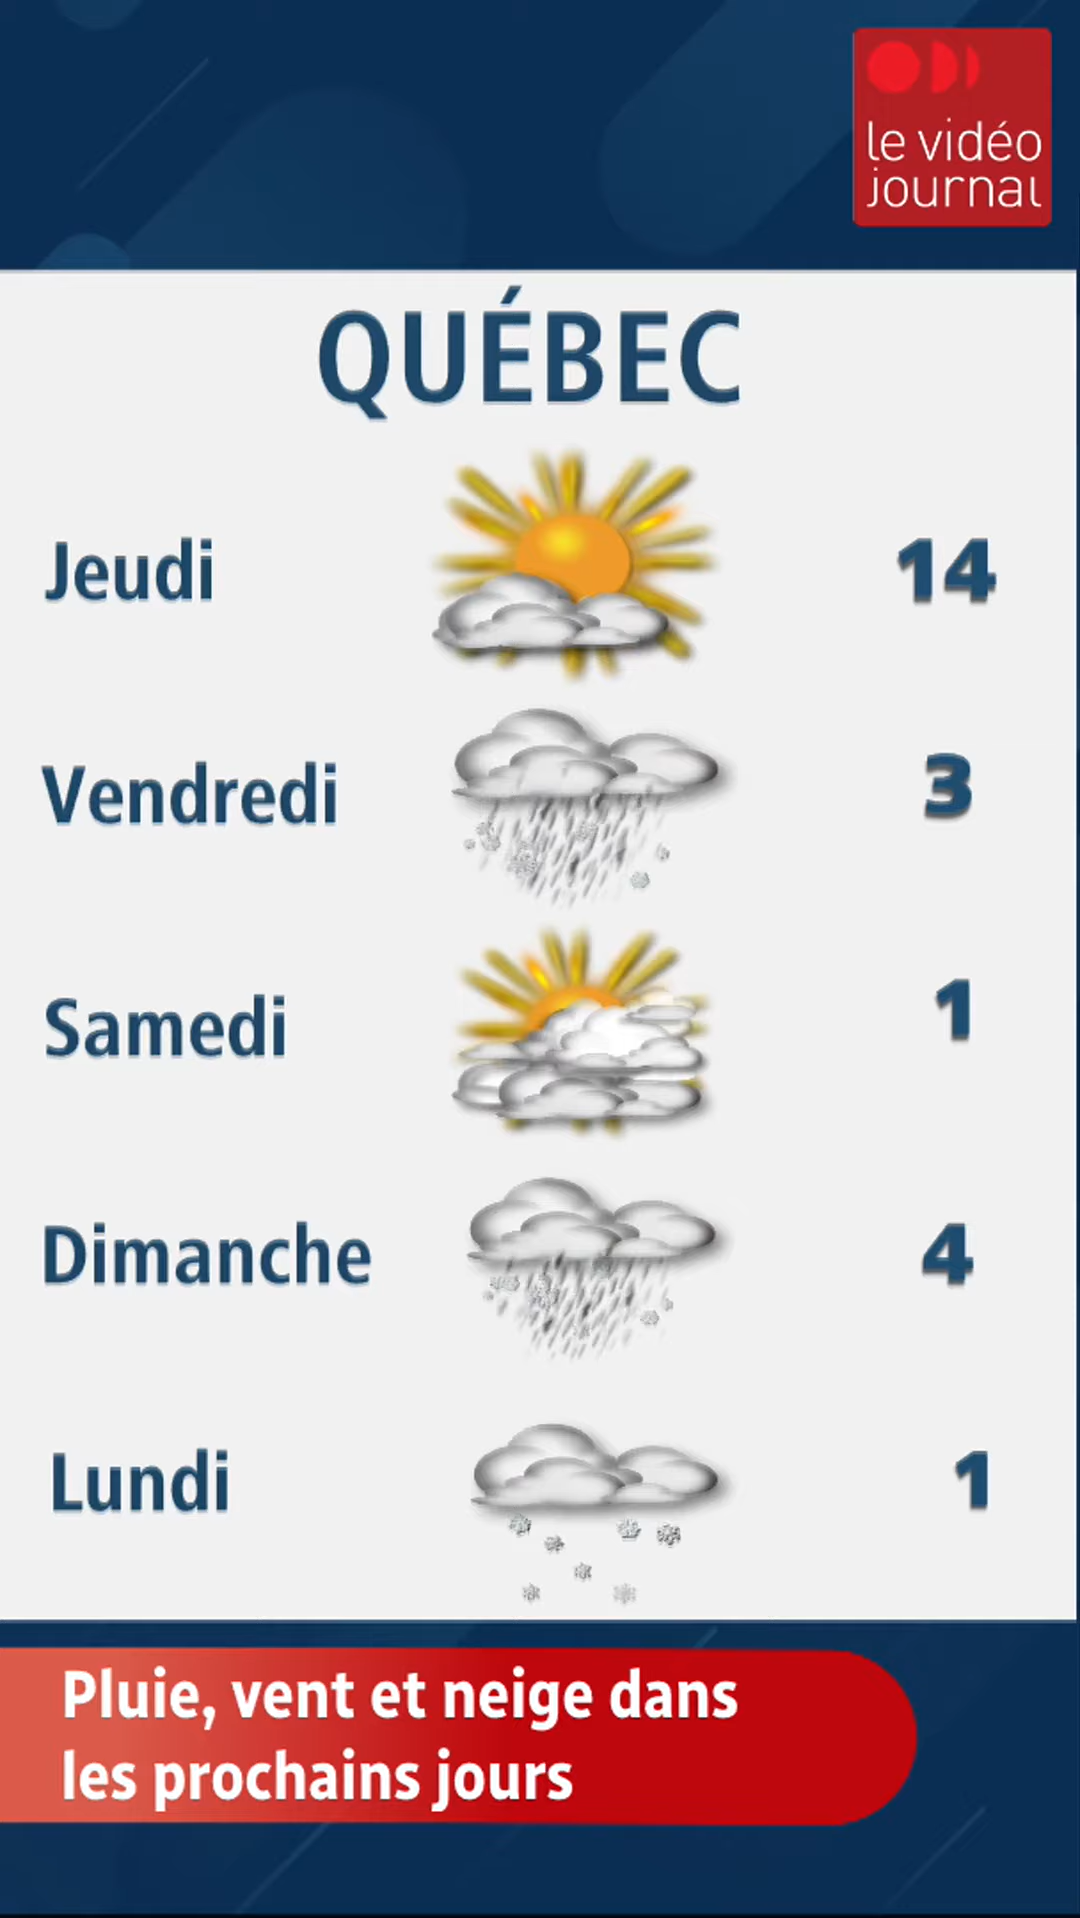 le vidéo
journal
QUÉBEC
Jeudi 14
Vendredi 3
Samedi 1
Dimanche 4
Lundi 1
Pluie, vent et neige dans
les prochains jours